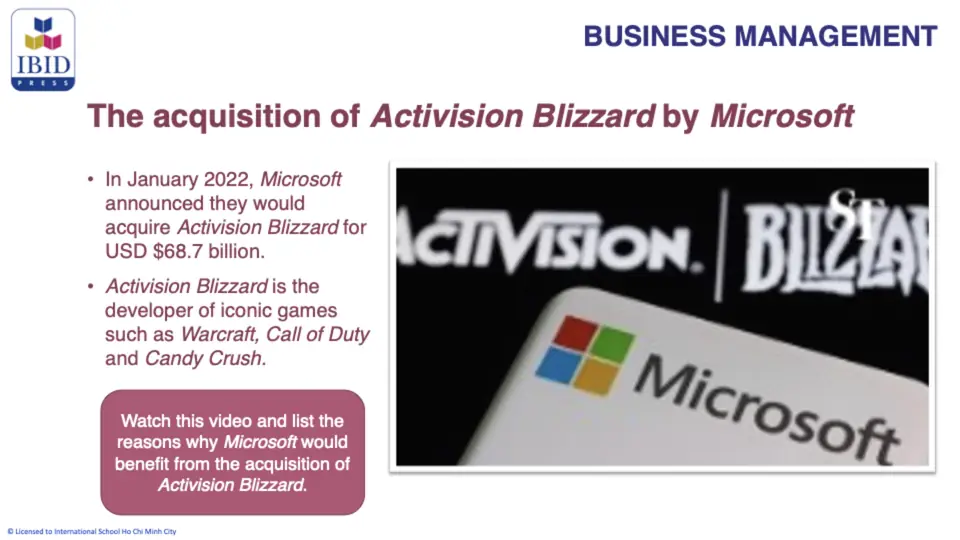 IBID
PRESS
BUSINESS MANAGEMENT
The acquisition of Activision Blizzard by Microsoft
• In January 2022, Microsoft
announced they would
acquire Activision Blizzard for
USD $68.7 billion.
• Activision Blizzard is the
developer of iconic games
such as Warcraft, Call of Duty
and Candy Crush.
Watch this video and list the
reasons why Microsoft would
benefit from the acquisition of
Activision Blizzard.
ACTIVISION. BLIZZA
ST
Microsoft
© Licensed to International School Ho Chi Minh City